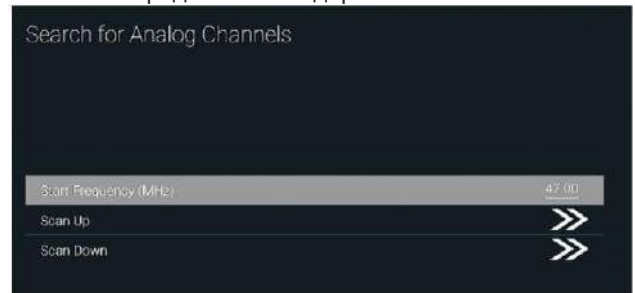 Search for Analog Channels
Start Frequency (MHz) 47.00
Scan Up
Scan Down